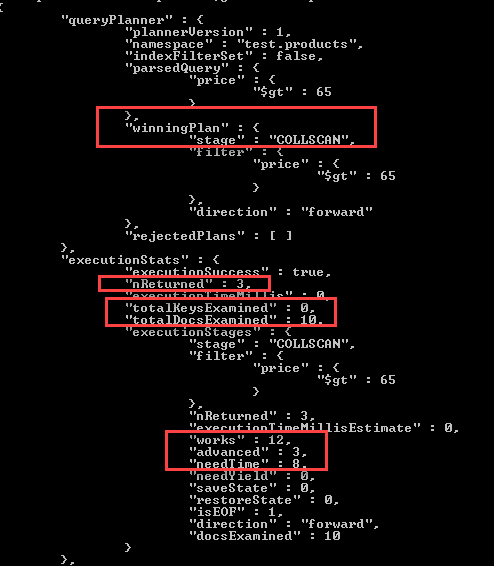 {
"queryPlanner" : {
"plannerVersion" : 1,
"namespace" : "test.products",
"indexFilterSet" : false,
"parsedQuery" : {
"price" : {
"$gt" : 65
}
},
"winningPlan" : {
"stage" : "COLLSCAN",
"filter" : {
"price" : {
"$gt" : 65
}
},
"direction" : "forward"
},
"rejectedPlans" : [ ]
},
"executionStats" : {
"executionSuccess" : true,
"nReturned" : 3,
"executionTimeMillis" : 0,
"totalKeysExamined" : 0,
"totalDocsExamined" : 10,
"executionStages" : {
"stage" : "COLLSCAN",
"filter" : {
"price" : {
"$gt" : 65
}
},
"nReturned" : 3,
"executionTimeMillisEstimate" : 0,
"works" : 12,
"advanced" : 3,
"needTime" : 8,
"needYield" : 0,
"saveState" : 0,
"restoreState" : 0,
"isEOF" : 1,
"direction" : "forward",
"docsExamined" : 10
}
},